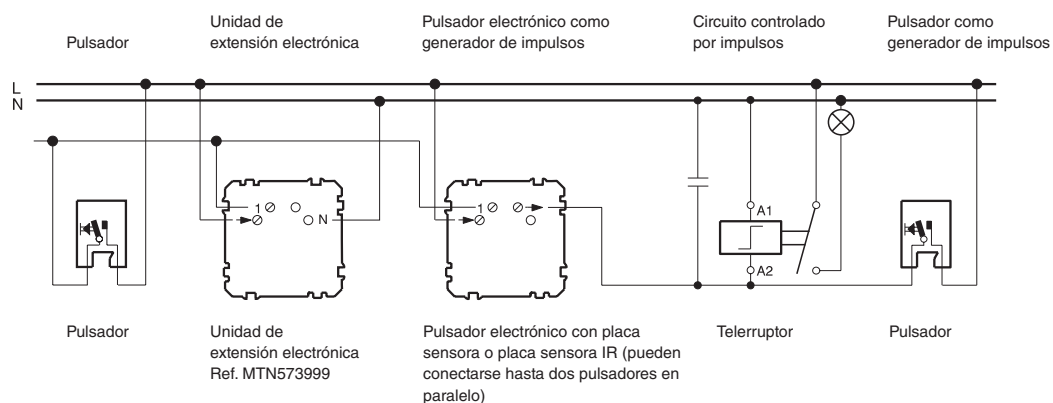 Pulsador
Unidad de
extensión electrónica
Pulsador electrónico como
generador de impulsos
Circuito controlado
por impulsos
Pulsador como
generador de impulsos
L
N
1
N
1
A1
A2
Pulsador
Unidad de
extensión electrónica
Ref. MTN573999
Pulsador electrónico con placa
sensora o placa sensora IR (pueden
conectarse hasta dos pulsadores en
paralelo)
Telerruptor
Pulsador